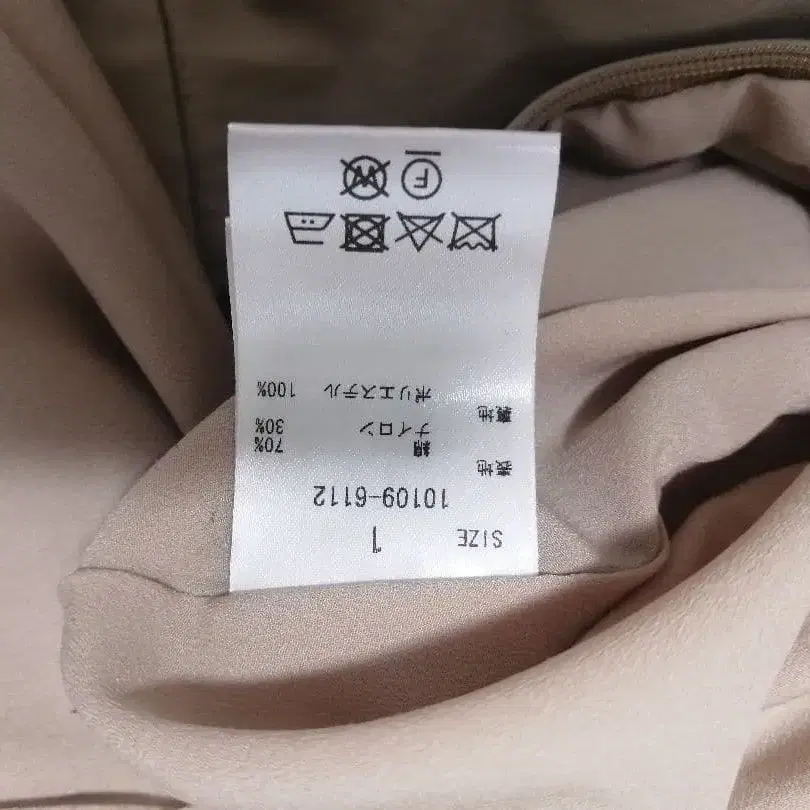 SIZE 1
10109-6112
表地
綿 70%
ナイロン 30%
裏地
ポリエステル 100%
F W